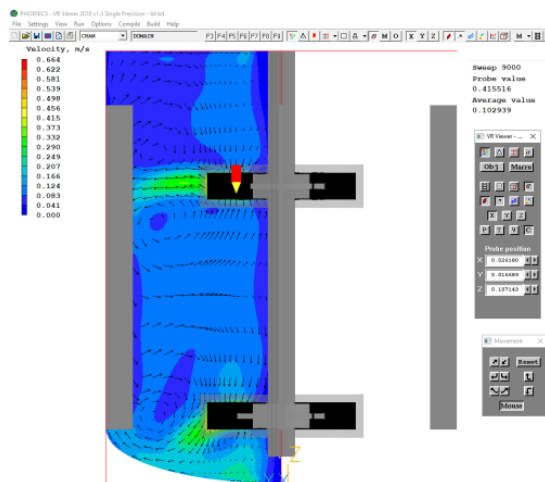 PHOENICS - VR Viewer 2018 v1.3 Single-Precision - 64 bit
File Settings View Run Options Compile Build Help
CHAM DOMAIN F3 F4 F5 F6 F7 F8 F9 M O X Y Z M
Velocity, m/s
0.664
0.622
0.581
0.539
0.498
0.456
0.415
0.373
0.332
0.290
0.249
0.207
0.166
0.124
0.083
0.041
0.000
Sweep 9000
Probe value
0.415516
Average value
0.102939
VR Viewer - ...
Obj Macro
X Y Z
P T V C
Probe position
X 0.026180
Y 0.016689
Z 0.107143
Movement
Reset
Mouse
Z
Y